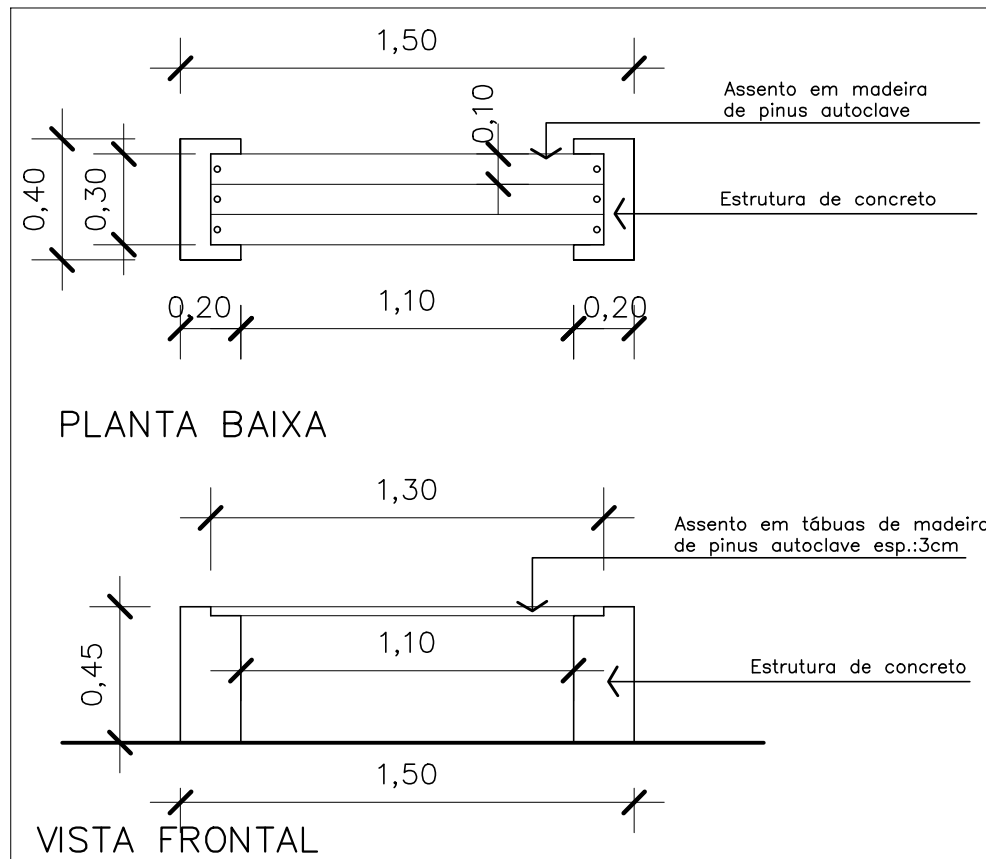 1,50
Assento em madeira
de pinus autoclave
0,10
0,40
0,30
Estrutura de concreto
0,20
1,10
0,20
PLANTA BAIXA
1,30
Assento em tábuas de madeira
de pinus autoclave esp.:3cm
1,10
0,45
Estrutura de concreto
1,50
VISTA FRONTAL